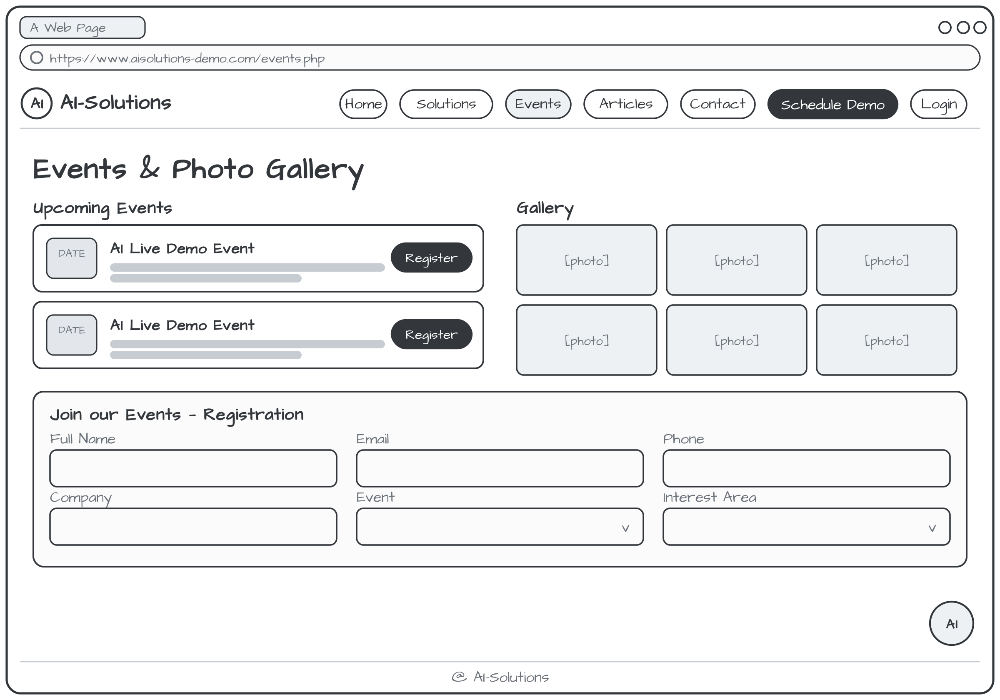 A Web Page
https://www.aisolutions-demo.com/events.php
AI AI-Solutions Home Solutions Events Articles Contact Schedule Demo Login
Events & Photo Gallery
Upcoming Events
DATE
AI Live Demo Event
Register
DATE
AI Live Demo Event
Register
Gallery
[photo] [photo] [photo]
[photo] [photo] [photo]
Join our Events - Registration
Full Name Email Phone
Company Event Interest Area
v v
AI
@ AI-Solutions